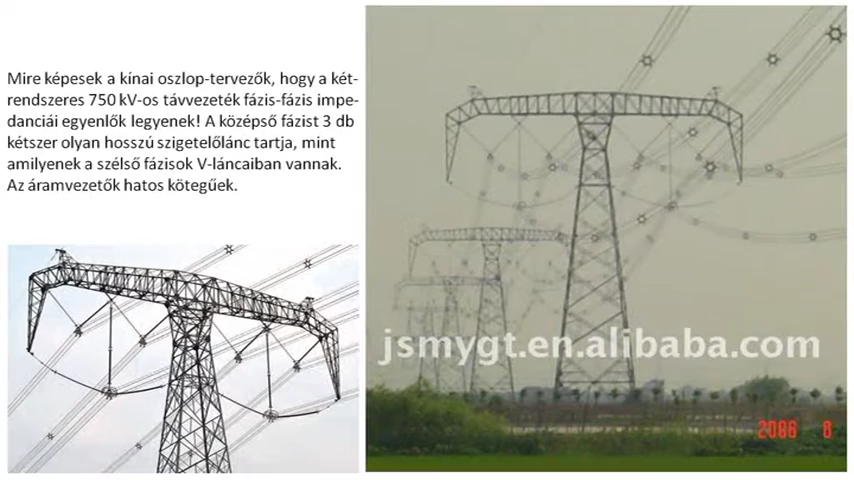 Mire képesek a kínai oszlop-tervezők, hogy a két-
rendszeres 750 kV-os távvezeték fázis-fázis impe-
danciái egyenlők legyenek! A középső fázist 3 db
kétszer olyan hosszú szigetelőlánc tartja, mint
amilyenek a szélső fázisok V-láncaiban vannak.
Az áramvezetők hatos kötegűek.
jsmygt.en.alibaba.com
2006 8